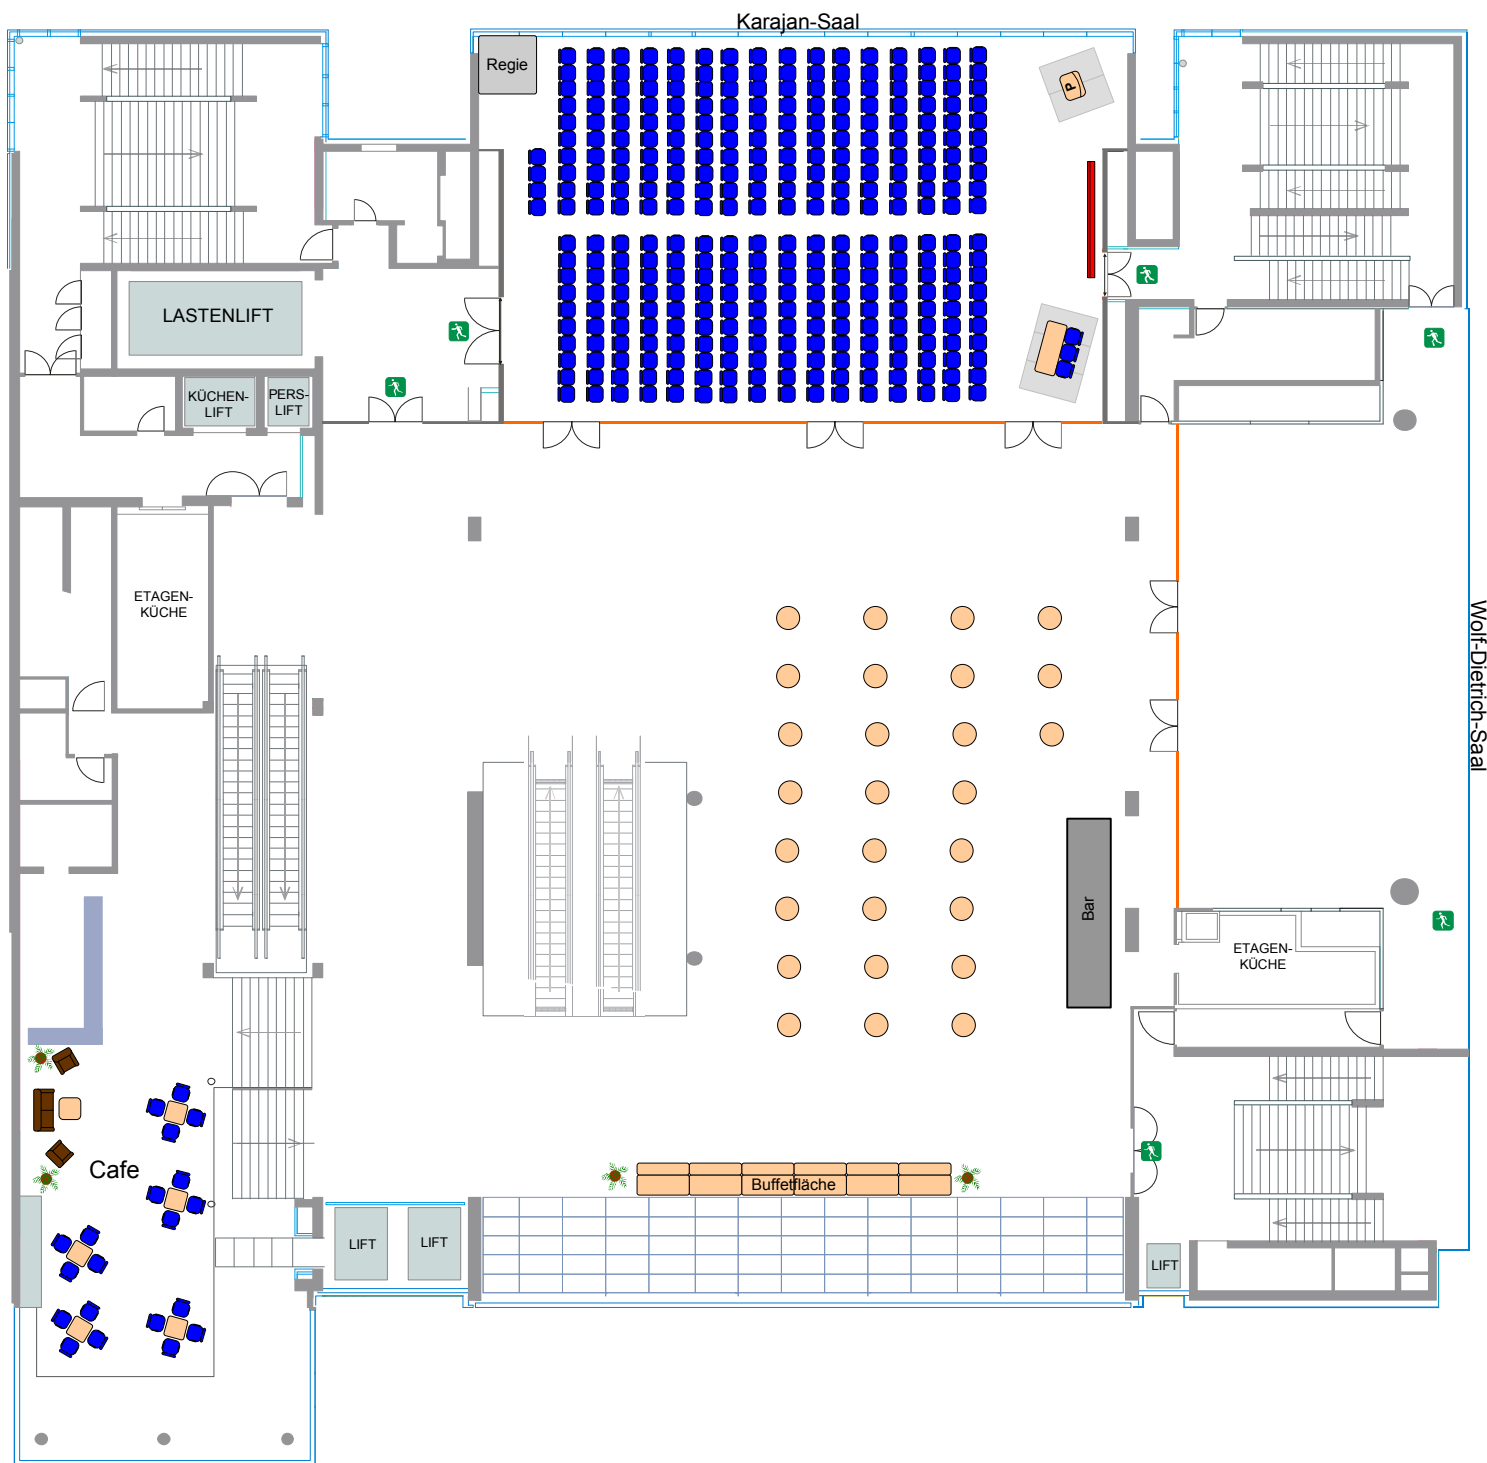 Karajan-Saal
Regie
P
LASTENLIFT
KÜCHEN-
LIFT
PERS-
LIFT
ETAGEN-
KÜCHE
Wolf-Dietrich-Saal
Bar
ETAGEN-
KÜCHE
Cafe
Buffetfläche
LIFT
LIFT
LIFT